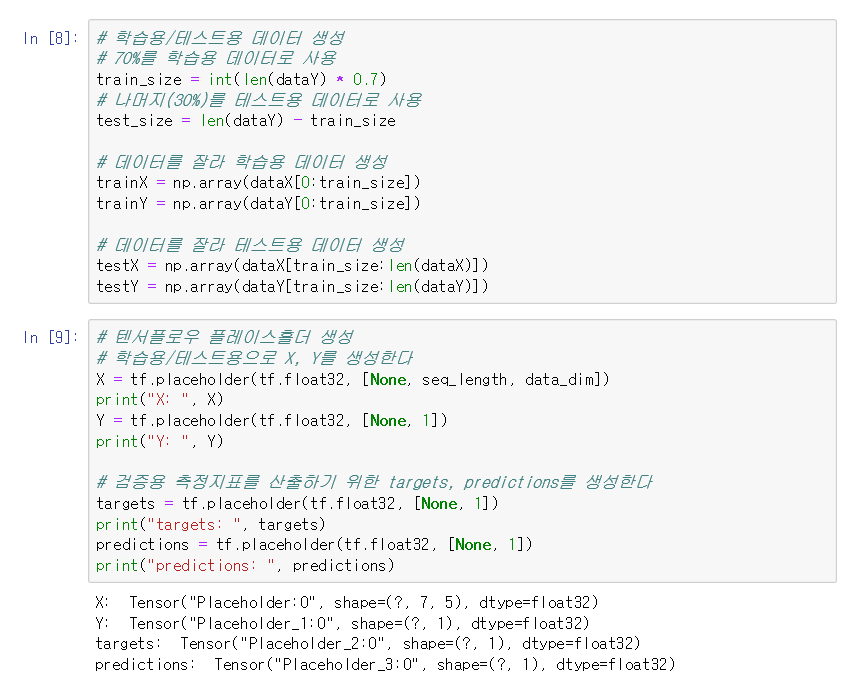 In [8]:
# 학습용/테스트용 데이터 생성
# 70%를 학습용 데이터로 사용
train_size = int(len(dataY) * 0.7)
# 나머지(30%)를 테스트용 데이터로 사용
test_size = len(dataY) - train_size
# 데이터를 잘라 학습용 데이터 생성
trainX = np.array(dataX[0:train_size])
trainY = np.array(dataY[0:train_size])
# 데이터를 잘라 테스트용 데이터 생성
testX = np.array(dataX[train_size:len(dataX)])
testY = np.array(dataY[train_size:len(dataY)])
In [9]:
# 텐서플로우 플레이스홀더 생성
# 학습용/테스트용으로 X, Y를 생성한다
X = tf.placeholder(tf.float32, [None, seq_length, data_dim])
print("X: ", X)
Y = tf.placeholder(tf.float32, [None, 1])
print("Y: ", Y)
# 검증용 측정지표를 산출하기 위한 targets, predictions를 생성한다
targets = tf.placeholder(tf.float32, [None, 1])
print("targets: ", targets)
predictions = tf.placeholder(tf.float32, [None, 1])
print("predictions: ", predictions)
X:  Tensor("Placeholder:0", shape=(?, 7, 5), dtype=float32)
Y:  Tensor("Placeholder_1:0", shape=(?, 1), dtype=float32)
targets:  Tensor("Placeholder_2:0", shape=(?, 1), dtype=float32)
predictions:  Tensor("Placeholder_3:0", shape=(?, 1), dtype=float32)